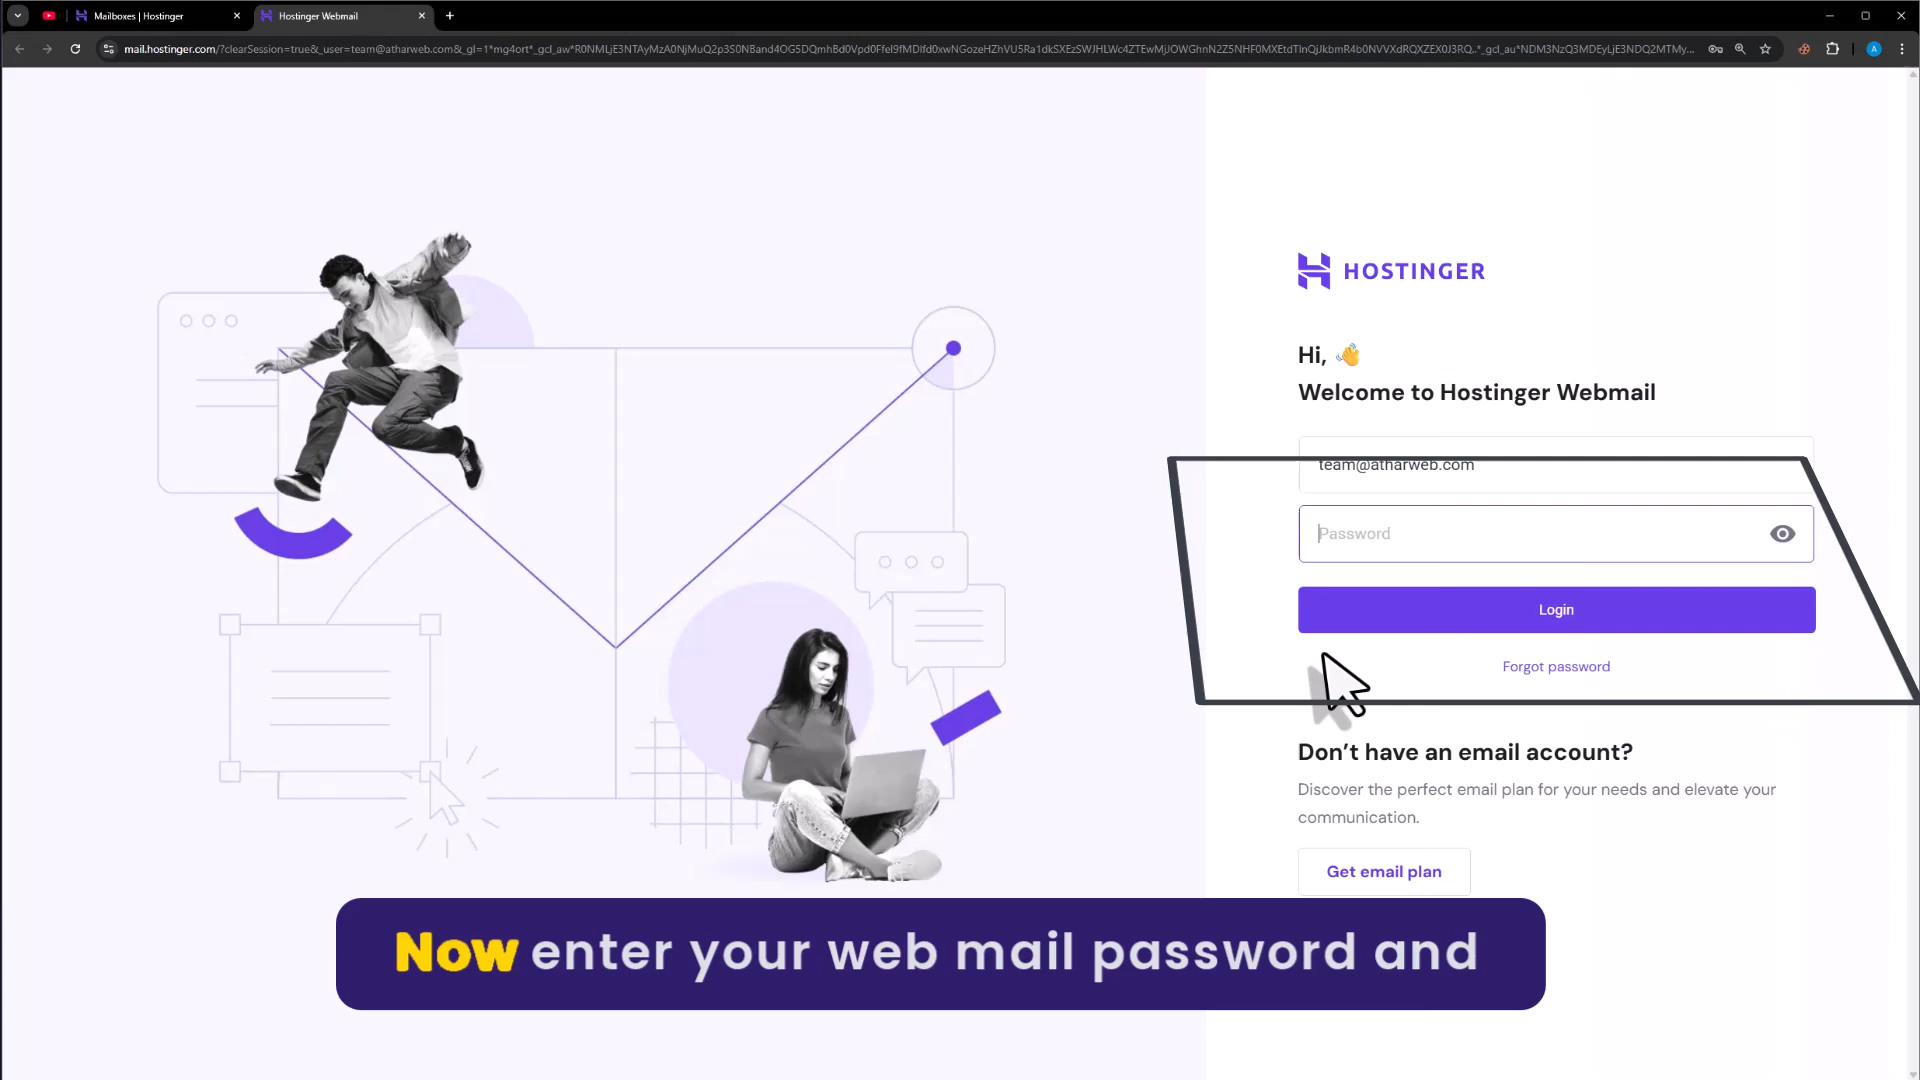 Mailboxes | Hostinger
Hostinger Webmail
HOSTINGER
Hi, 👋
Welcome to Hostinger Webmail
team@atharweb.com
Password
Login
Forgot password
Don't have an email account?
Discover the perfect email plan for your needs and elevate your
communication.
Get email plan
Now enter your web mail password and